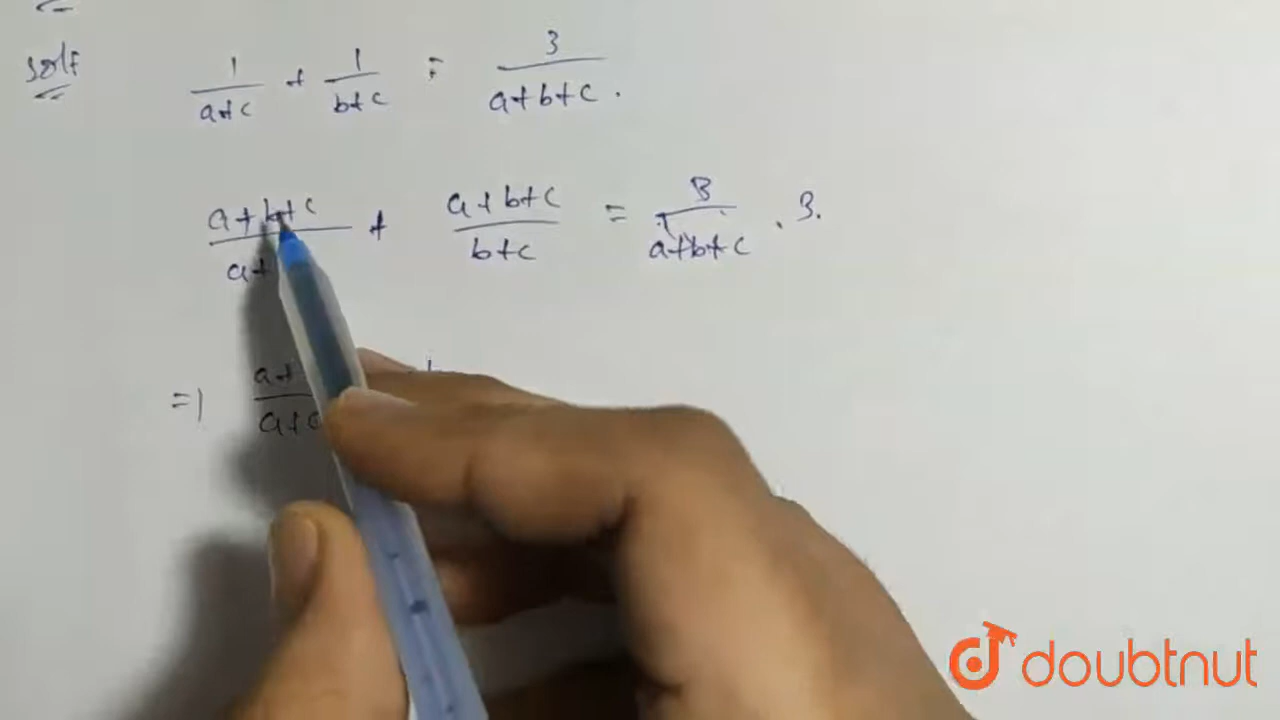 Soln
1/(a+c) + 1/(b+c) = 3/(a+b+c).
(a+b+c)/(a+ + (a+b+c)/(b+c) = 3/(a+b+c) . 3.
=) a+ / a+c
doubtnut